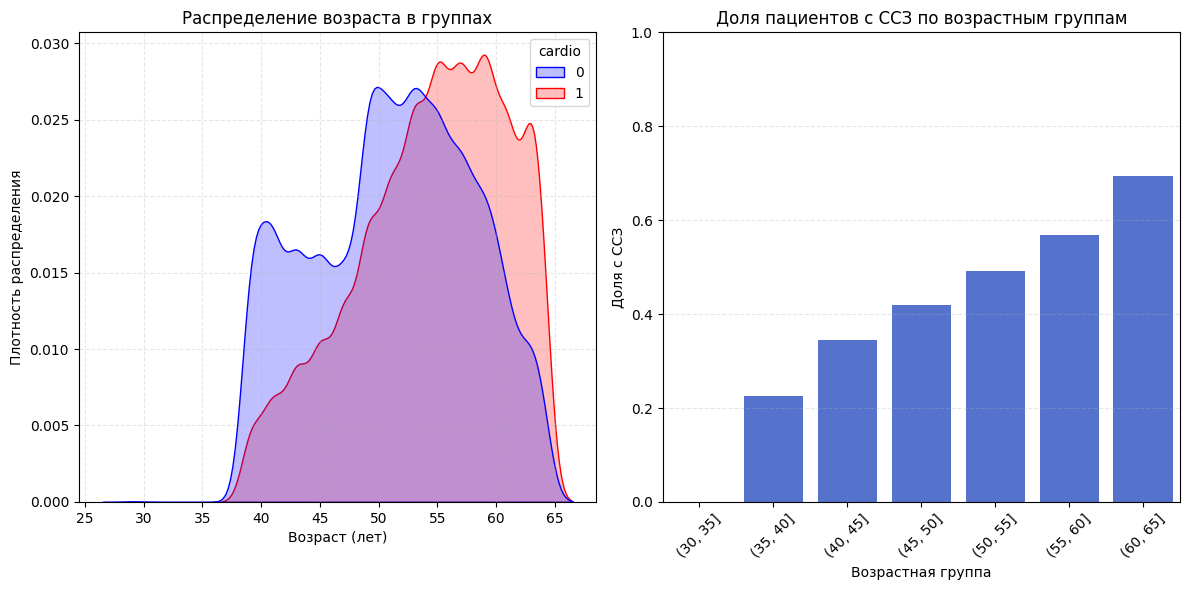 Распределение возраста в группах
Плотность распределения
0.030
0.025
0.020
0.015
0.010
0.005
0.000
25 30 35 40 45 50 55 60 65
Возраст (лет)
cardio
0
1
Доля пациентов с ССЗ по возрастным группам
Доля с ССЗ
1.0
0.8
0.6
0.4
0.2
0.0
(30, 35] (35, 40] (40, 45] (45, 50] (50, 55] (55, 60] (60, 65]
Возрастная группа